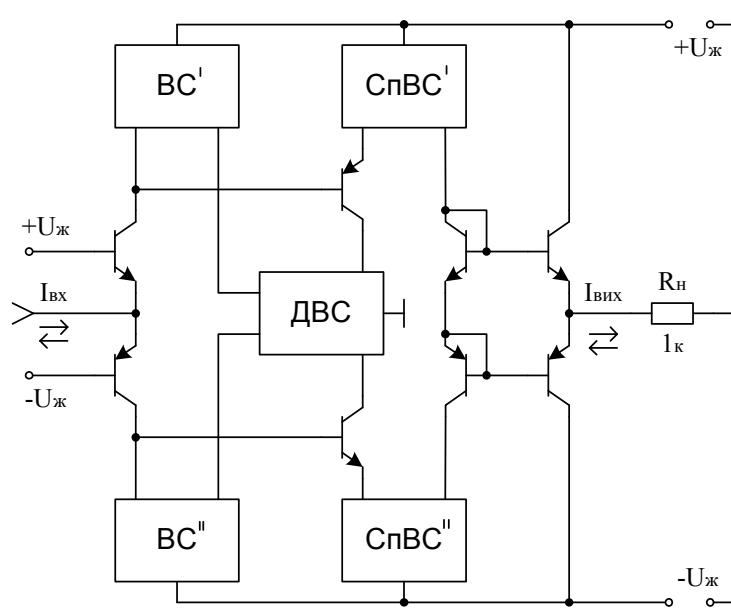 ВС'
СпВС'
+Uж
+Uж
Iвх
ДВС
Iвих
Rн
1к
-Uж
ВС"
СпВС"
-Uж